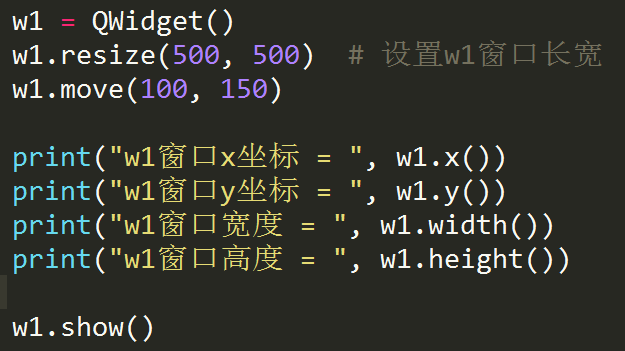 w1 = QWidget()
w1.resize(500, 500)  # 设置w1窗口长宽
w1.move(100, 150)
print("w1窗口x坐标 = ", w1.x())
print("w1窗口y坐标 = ", w1.y())
print("w1窗口宽度 = ", w1.width())
print("w1窗口高度 = ", w1.height())
w1.show()